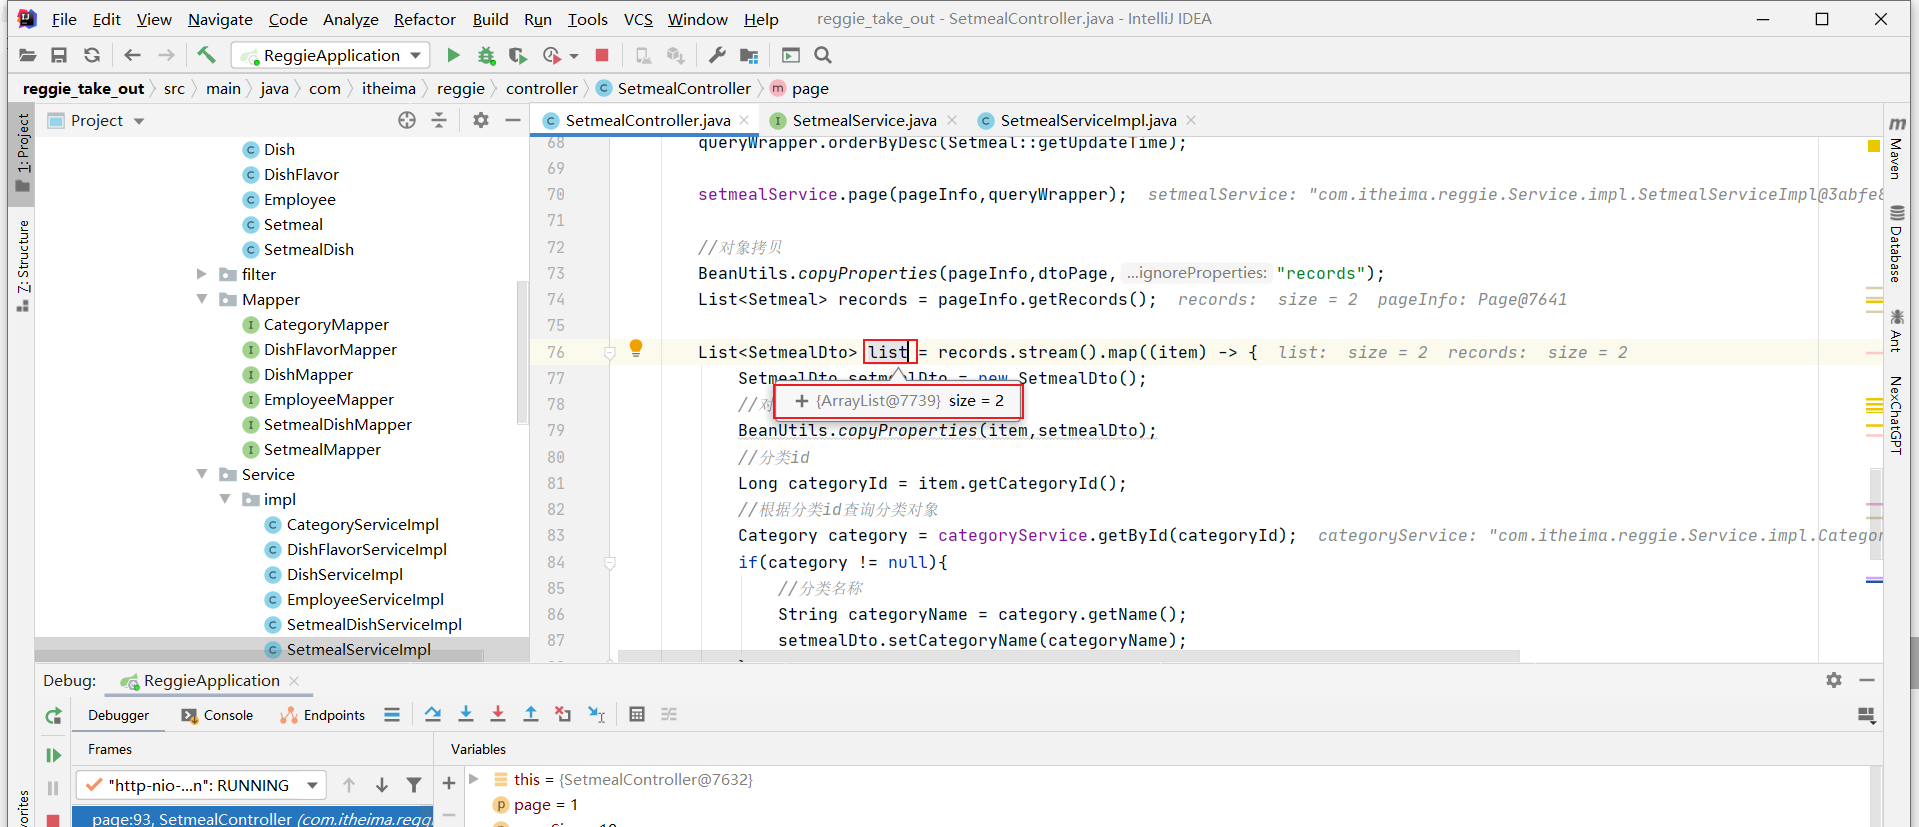 File Edit View Navigate Code Analyze Refactor Build Run Tools VCS Window Help reggie_take_out - SetmealController.java - IntelliJ IDEA
ReggieApplication
reggie_take_out src main java com itheima reggie controller SetmealController page
Project
SetmealController.java SetmealService.java SetmealServiceImpl.java
1: Project
Z: Structure
Dish
DishFlavor
Employee
Setmeal
SetmealDish
filter
Mapper
CategoryMapper
DishFlavorMapper
DishMapper
EmployeeMapper
SetmealDishMapper
SetmealMapper
Service
impl
CategoryServiceImpl
DishFlavorServiceImpl
DishServiceImpl
EmployeeServiceImpl
SetmealDishServiceImpl
SetmealServiceImpl
68 queryWrapper.orderByDesc(Setmeal::getUpdateTime);
69
70 setmealService.page(pageInfo,queryWrapper); setmealService: "com.itheima.reggie.Service.impl.SetmealServiceImpl@3abfe8
71
72 //对象拷贝
73 BeanUtils.copyProperties(pageInfo,dtoPage, ...ignoreProperties: "records");
74 List<Setmeal> records = pageInfo.getRecords(); records: size = 2 pageInfo: Page@7641
75
76 List<SetmealDto> list = records.stream().map((item) -> { list: size = 2 records: size = 2
77 SetmealDto setmealDto = new SetmealDto();
78 //对
+ {ArrayList@7739} size = 2
79 BeanUtils.copyProperties(item,setmealDto);
80 //分类id
81 Long categoryId = item.getCategoryId();
82 //根据分类id查询分类对象
83 Category category = categoryService.getById(categoryId); categoryService: "com.itheima.reggie.Service.impl.Categor
84 if(category != null){
85 //分类名称
86 String categoryName = category.getName();
87 setmealDto.setCategoryName(categoryName);
Maven
Database
Ant
NexChatGPT
Debug: ReggieApplication
Debugger Console Endpoints
Frames Variables
"http-nio-...n": RUNNING
page:93, SetmealController (com.itheima.regg
this = {SetmealController@7632}
page = 1
vorites